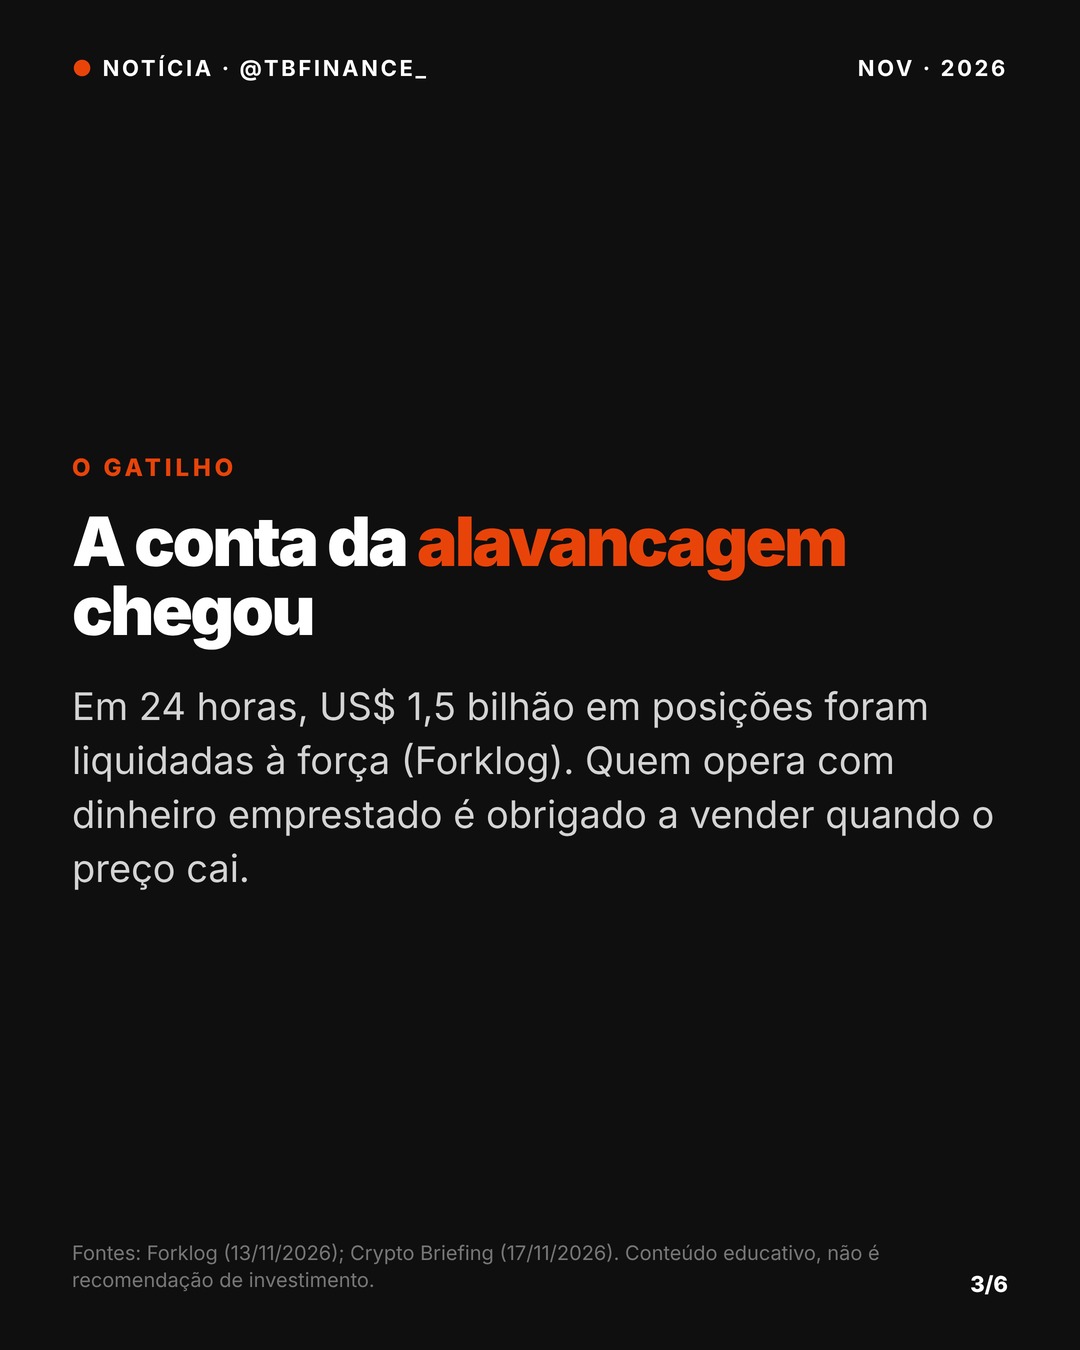 NOTÍCIA · @TBFINANCE_
NOV · 2026
O GATILHO
A conta da alavancagem
chegou
Em 24 horas, US$ 1,5 bilhão em posições foram
liquidadas à força (Forklog). Quem opera com
dinheiro emprestado é obrigado a vender quando o
preço cai.
Fontes: Forklog (13/11/2026); Crypto Briefing (17/11/2026). Conteúdo educativo, não é
recomendação de investimento.
3/6